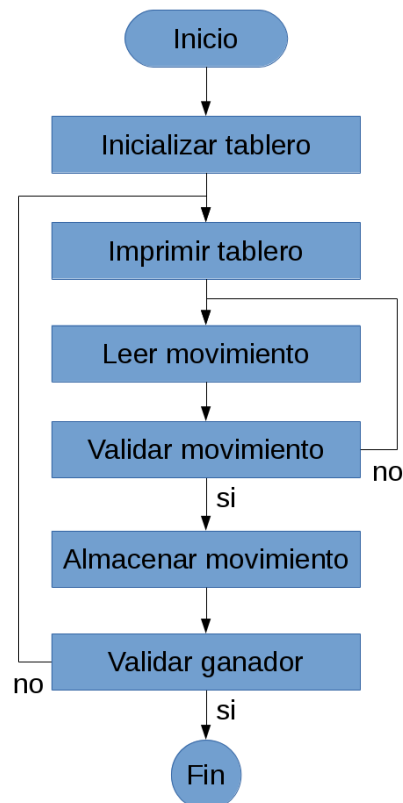 Inicio
Inicializar tablero
Imprimir tablero
Leer movimiento
Validar movimiento
no
si
Almacenar movimiento
Validar ganador
no
si
Fin